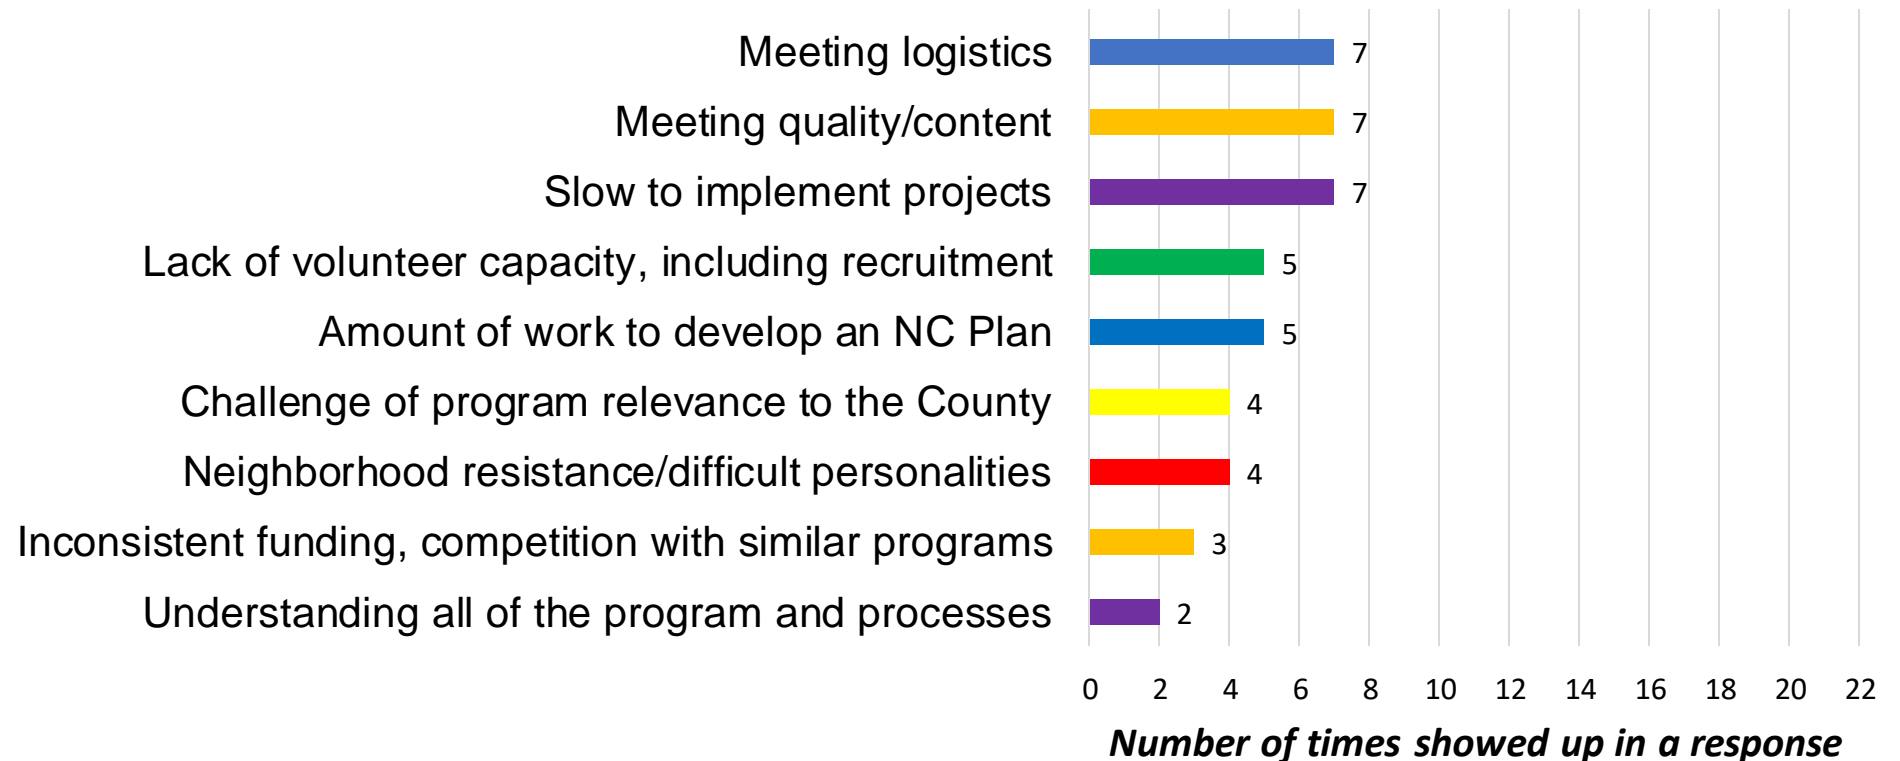 Meeting logistics 7
Meeting quality/content 7
Slow to implement projects 7
Lack of volunteer capacity, including recruitment 5
Amount of work to develop an NC Plan 5
Challenge of program relevance to the County 4
Neighborhood resistance/difficult personalities 4
Inconsistent funding, competition with similar programs 3
Understanding all of the program and processes 2
0 2 4 6 8 10 12 14 16 18 20 22
Number of times showed up in a response